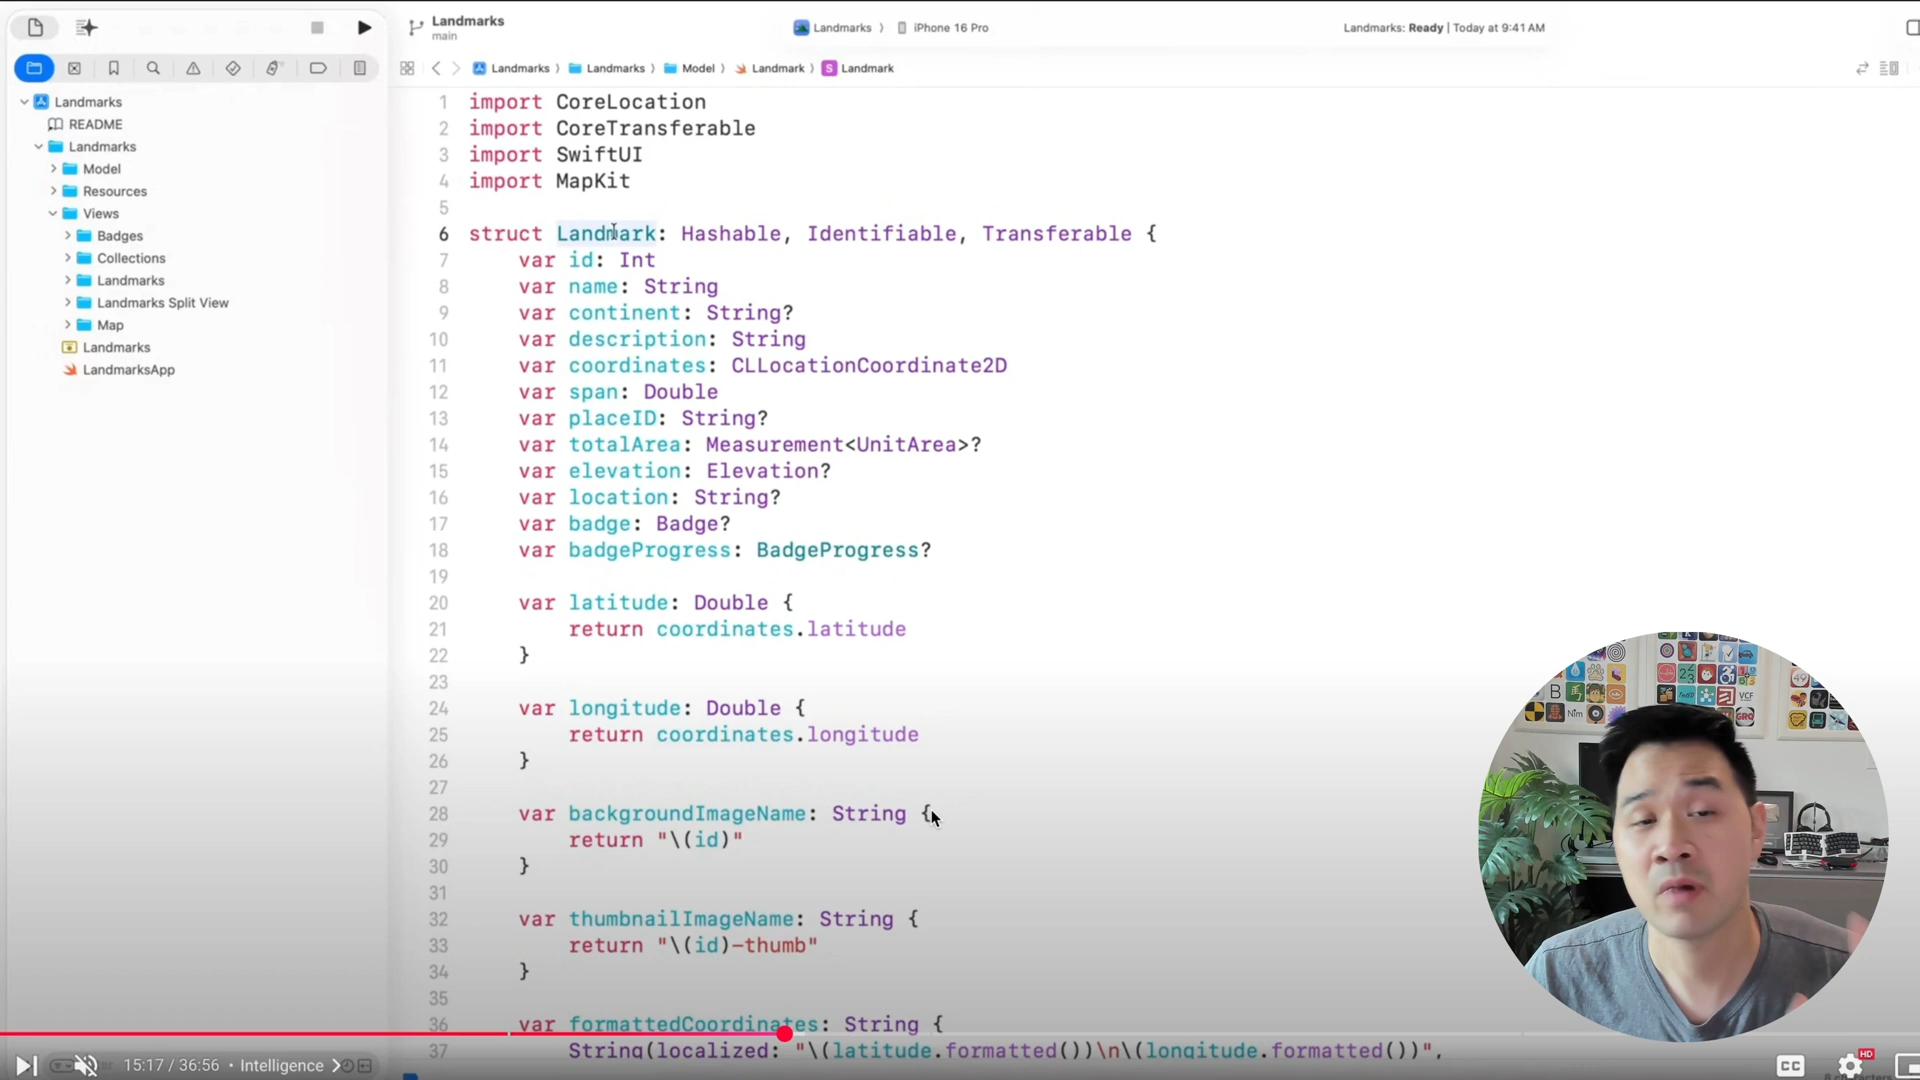 Landmarks
main
Landmarks 〉 iPhone 16 Pro
Landmarks: Ready | Today at 9:41 AM
Landmarks 〉 Landmarks 〉 Model 〉 Landmark 〉 S Landmark
Landmarks
README
Landmarks
Model
Resources
Views
Badges
Collections
Landmarks
Landmarks Split View
Map
Landmarks
LandmarksApp
1 import CoreLocation
2 import CoreTransferable
3 import SwiftUI
4 import MapKit
5
6 struct Landmark: Hashable, Identifiable, Transferable {
7 var id: Int
8 var name: String
9 var continent: String?
10 var description: String
11 var coordinates: CLLocationCoordinate2D
12 var span: Double
13 var placeID: String?
14 var totalArea: Measurement<UnitArea>?
15 var elevation: Elevation?
16 var location: String?
17 var badge: Badge?
18 var badgeProgress: BadgeProgress?
19
20 var latitude: Double {
21 return coordinates.latitude
22 }
23
24 var longitude: Double {
25 return coordinates.longitude
26 }
27
28 var backgroundImageName: String {
29 return "\(id)"
30 }
31
32 var thumbnailImageName: String {
33 return "\(id)-thumb"
34 }
35
36 var formattedCoordinates: String {
37 String(localized: "\(latitude.formatted())\n\(longitude.formatted())",
15:17 / 36:56 • Intelligence
CC
HD
Nim
VCF
GRO